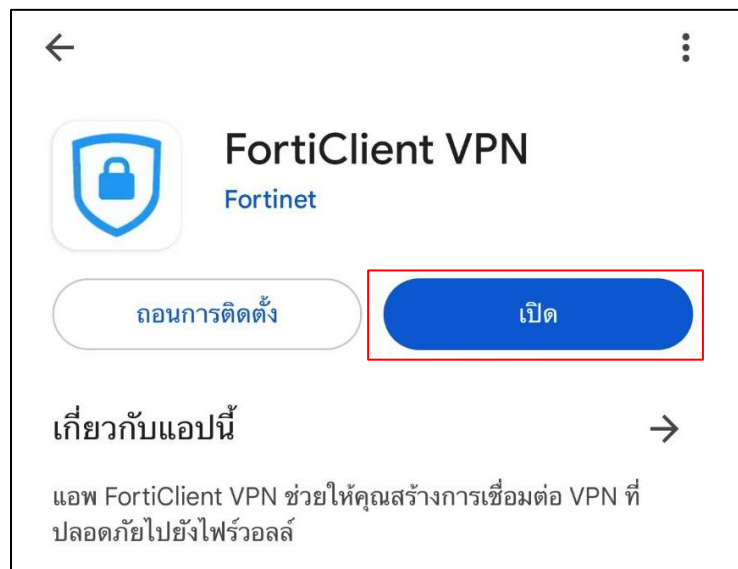 FortiClient VPN
Fortinet
ถอนการติดตั้ง
เปิด
เกี่ยวกับแอปนี้
แอพ FortiClient VPN ช่วยให้คุณสร้างการเชื่อมต่อ VPN ที่
ปลอดภัยไปยังไฟร์วอลล์